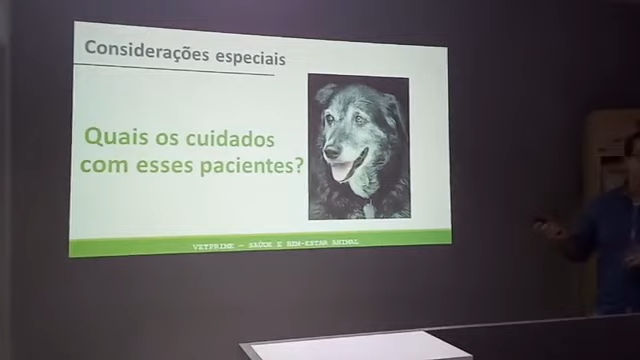 Considerações especiais
Quais os cuidados
com esses pacientes?
VETPRIME – SAÚDE E BEM-ESTAR ANIMAL